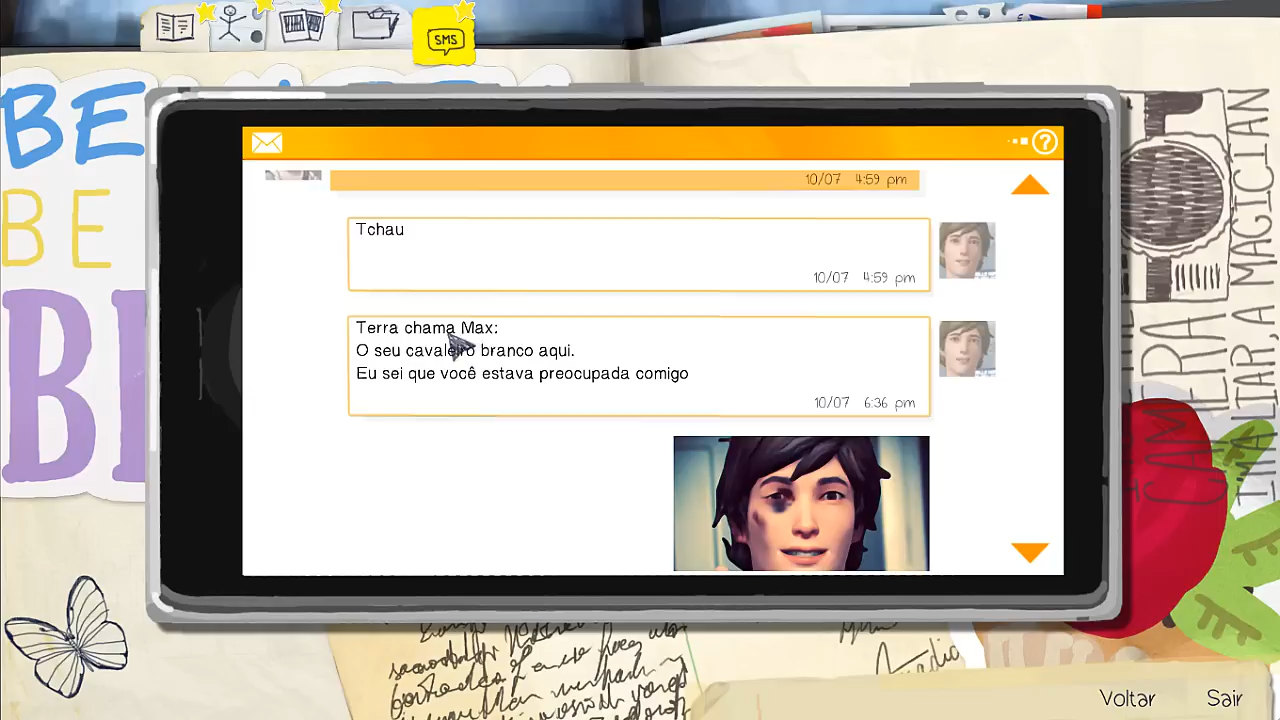 SMS
BE
BE
10/07 4:59 pm
Tchau
10/07 4:59 pm
Terra chama Max:
O seu cavaleiro branco aqui.
Eu sei que você estava preocupada comigo
10/07 6:36 pm
CAMERA
I'M A LITAR, A MAGICIAN
Voltar
Sair